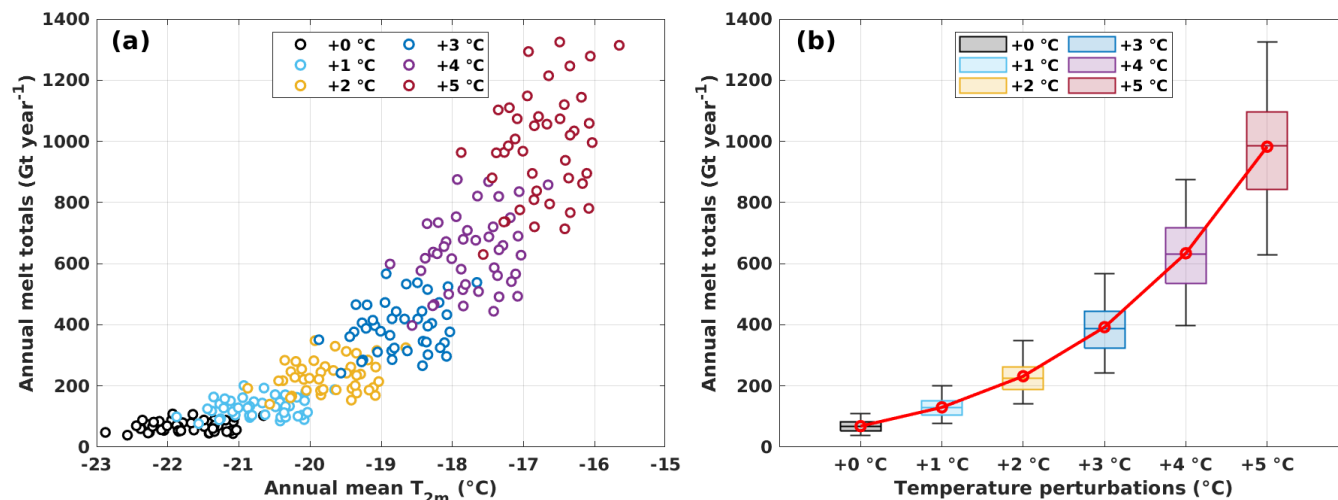 (a)
+0 °C
+1 °C
+2 °C
+3 °C
+4 °C
+5 °C
1400
1200
1000
800
600
400
200
0
Annual melt totals (Gt year-1)
-23
-22
-21
-20
-19
-18
-17
-16
-15
Annual mean T2m (°C)
(b)
+0 °C
+1 °C
+2 °C
+3 °C
+4 °C
+5 °C
1400
1200
1000
800
600
400
200
0
Annual melt totals (Gt year-1)
+0 °C
+1 °C
+2 °C
+3 °C
+4 °C
+5 °C
Temperature perturbations (°C)